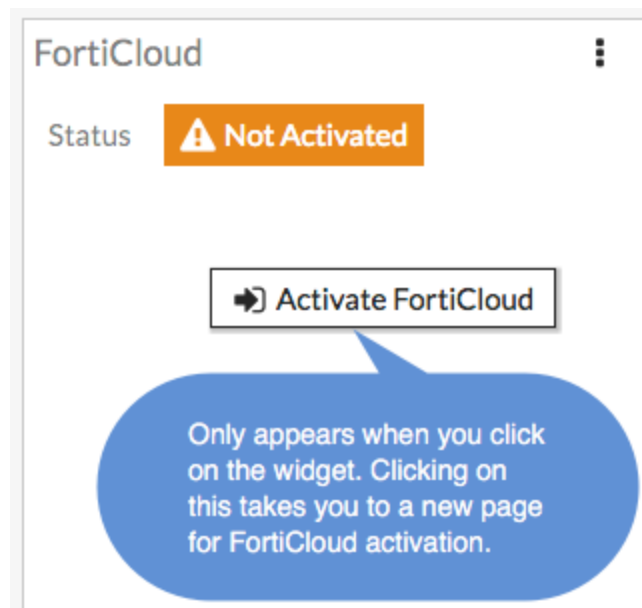 FortiCloud
Status Not Activated
Activate FortiCloud
Only appears when you click
on the widget. Clicking on
this takes you to a new page
for FortiCloud activation.